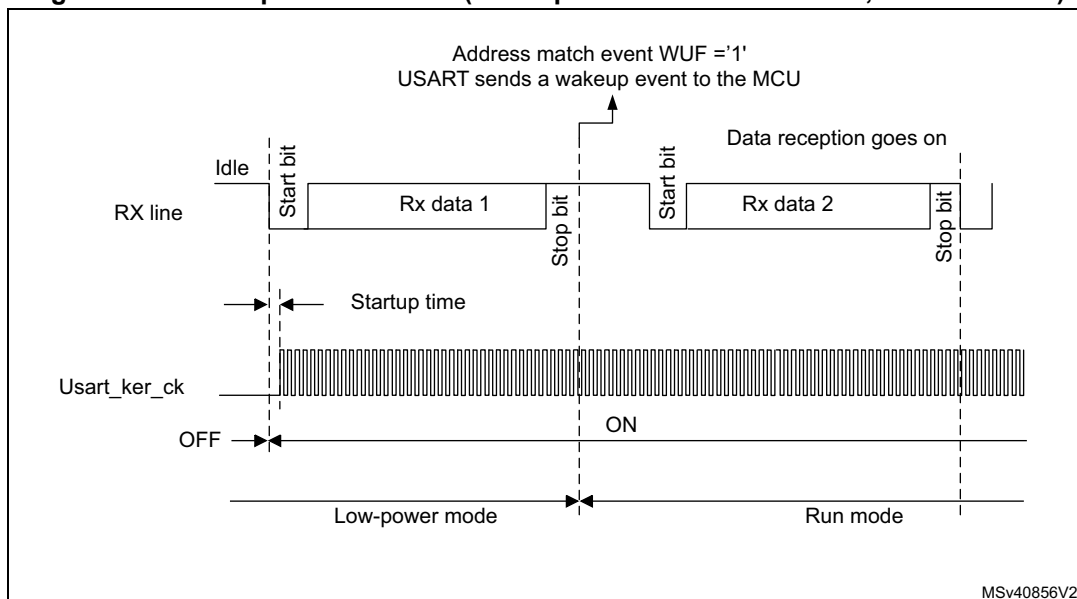 Address match event WUF ='1'
USART sends a wakeup event to the MCU
Data reception goes on
Idle
Start bit
Start bit
RX line
Rx data 1
Rx data 2
Stop bit
Stop bit
Startup time
Usart_ker_ck
OFF
ON
Low-power mode
Run mode
MSv40856V2